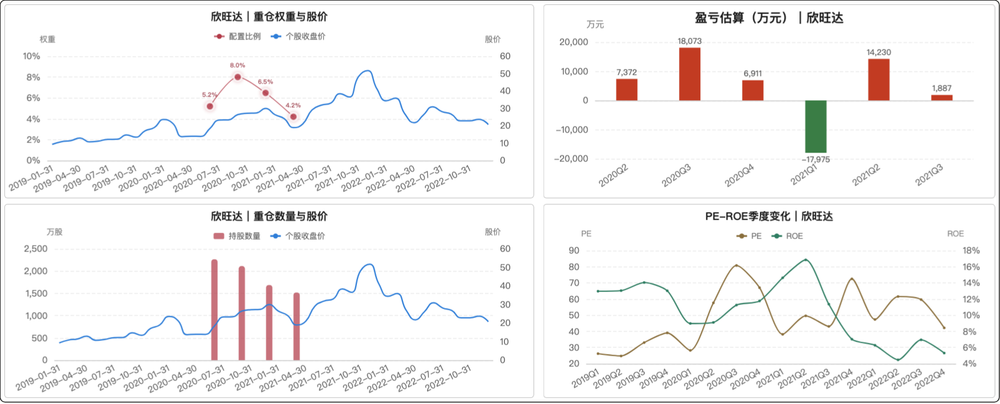 欣旺达｜重仓权重与股价
配置比例 个股收盘价
权重 股价
10% 60
8% 50
6% 40
4% 30
2% 20
0% 10
0
5.2% 8.0% 6.5% 4.2%
2019-01-31 2019-04-30 2019-07-31 2019-10-31 2020-01-31 2020-04-30 2020-07-31 2020-10-31 2021-01-31 2021-04-30 2021-07-31 2021-10-31 2022-01-31 2022-04-30 2022-07-31 2022-10-31
盈亏估算（万元）｜欣旺达
万元
20,000
10,000
0
-10,000
-20,000
7,372 18,073 6,911 -17,975 14,230 1,887
2020Q2 2020Q3 2020Q4 2021Q1 2021Q2 2021Q3
欣旺达｜重仓数量与股价
持股数量 个股收盘价
万股 股价
2,500 60
2,000 50
1,500 40
1,000 30
500 20
0 10
0
2019-01-31 2019-04-30 2019-07-31 2019-10-31 2020-01-31 2020-04-30 2020-07-31 2020-10-31 2021-01-31 2021-04-30 2021-07-31 2021-10-31 2022-01-31 2022-04-30 2022-07-31 2022-10-31
PE-ROE季度变化｜欣旺达
PE ROE
PE ROE
90 18%
80 16%
70 14%
60 12%
50 10%
40 8%
30 6%
20 4%
2019Q1 2019Q2 2019Q3 2019Q4 2020Q1 2020Q2 2020Q3 2020Q4 2021Q1 2021Q2 2021Q3 2021Q4 2022Q1 2022Q2 2022Q3 2022Q4